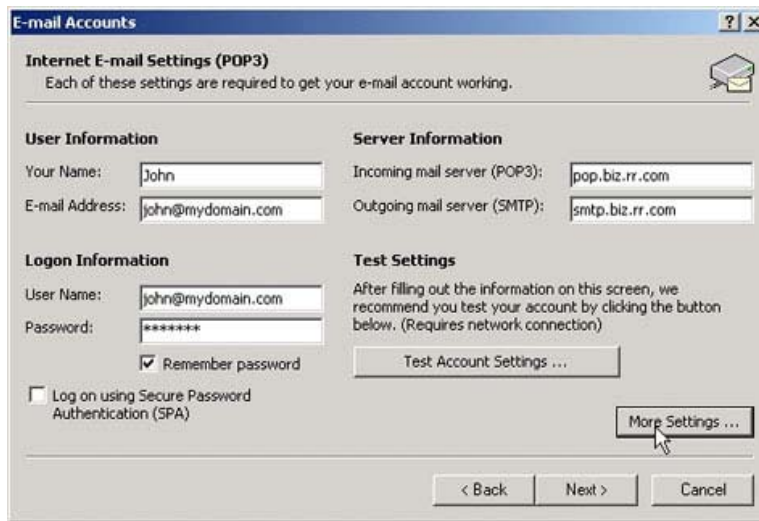 E-mail Accounts
Internet E-mail Settings (POP3)
Each of these settings are required to get your e-mail account working.
User Information
Your Name: John
E-mail Address: john@mydomain.com
Server Information
Incoming mail server (POP3): pop.biz.rr.com
Outgoing mail server (SMTP): smtp.biz.rr.com
Logon Information
User Name: john@mydomain.com
Password: *******
Remember password
Log on using Secure Password
Authentication (SPA)
Test Settings
After filling out the information on this screen, we
recommend you test your account by clicking the button
below. (Requires network connection)
Test Account Settings ...
More Settings ...
< Back
Next >
Cancel